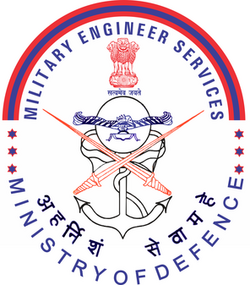 MILITARY ENGINEER SERVICES
सत्यमेव जयते
अहर्निशं सेवामहे
MINISTRY OF DEFENCE